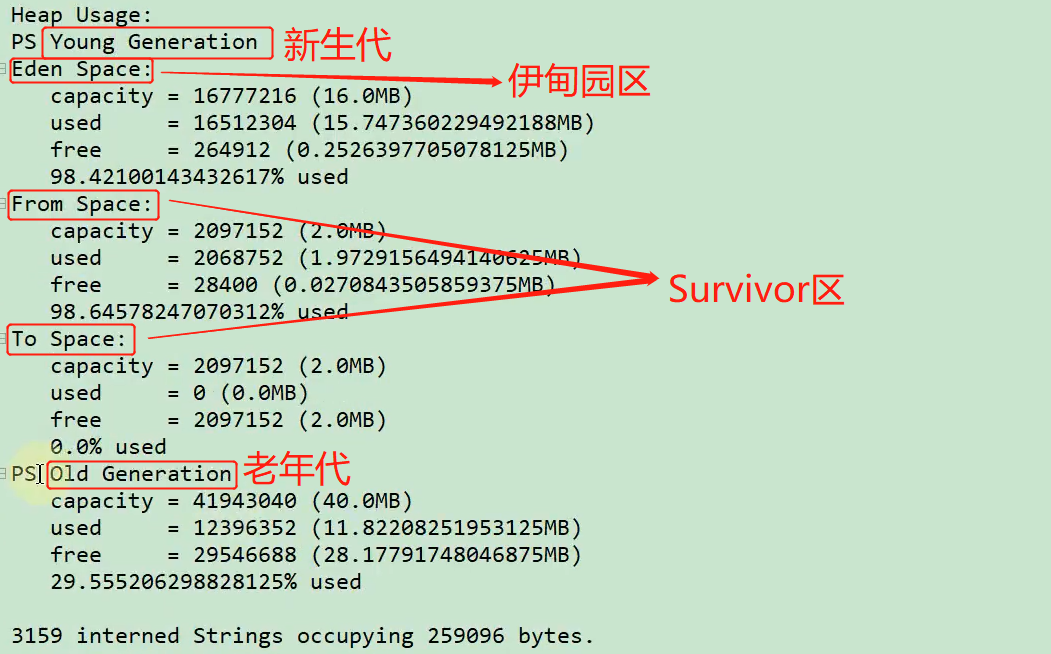 Heap Usage:
PS Young Generation 新生代
Eden Space: 伊甸园区
capacity = 16777216 (16.0MB)
used = 16512304 (15.747360229492188MB)
free = 264912 (0.2526397705078125MB)
98.42100143432617% used
From Space:
capacity = 2097152 (2.0MB)
used = 2068752 (1.9729156494140625MB)
free = 28400 (0.0270843505859375MB)
Survivor区
98.64578247070312% used
To Space:
capacity = 2097152 (2.0MB)
used = 0 (0.0MB)
free = 2097152 (2.0MB)
0.0% used
PS Old Generation 老年代
capacity = 41943040 (40.0MB)
used = 12396352 (11.82208251953125MB)
free = 29546688 (28.17791748046875MB)
29.555206298828125% used
3159 interned Strings occupying 259096 bytes.